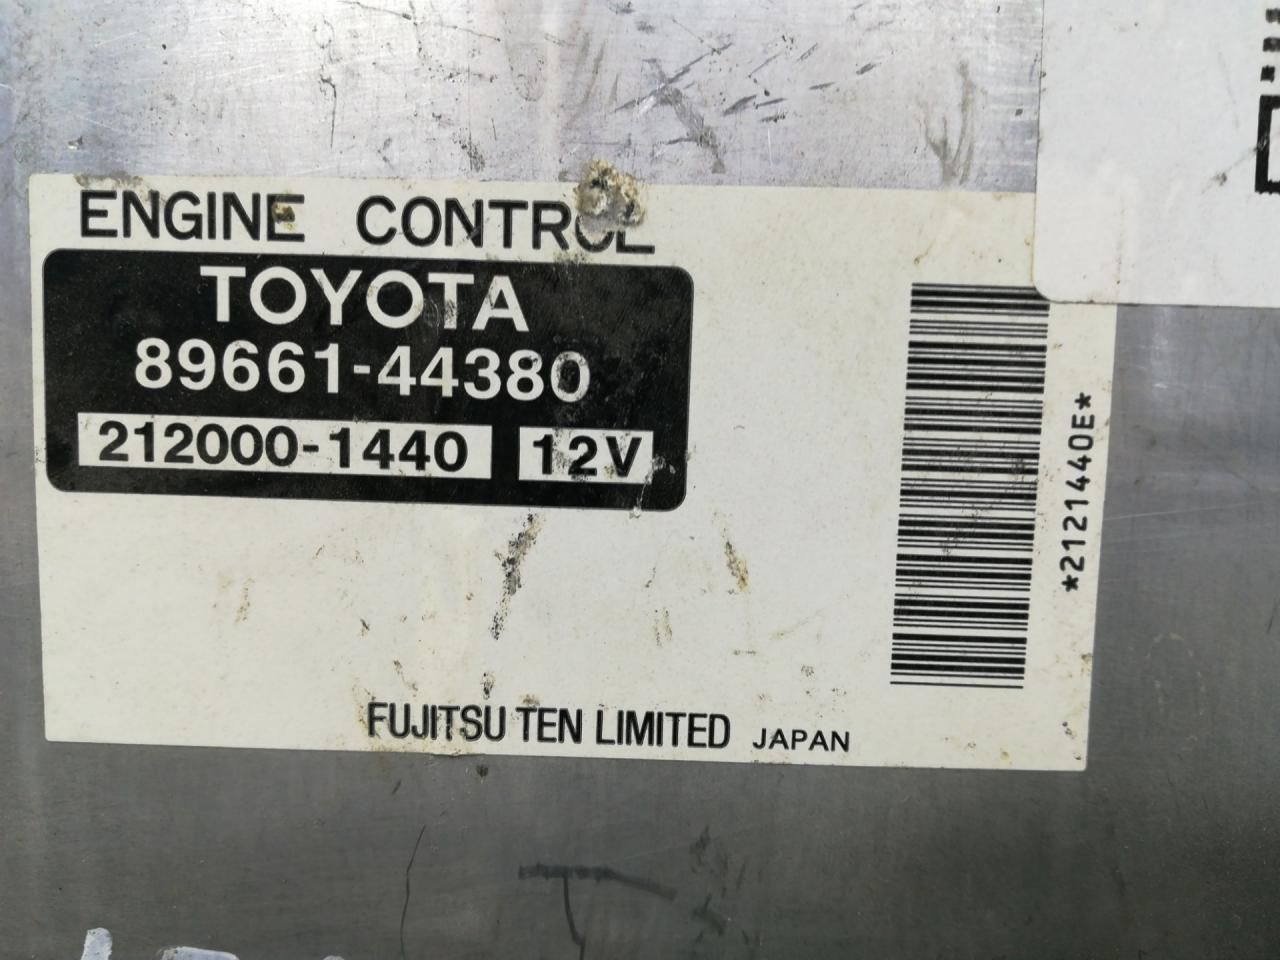 ENGINE CONTROL
TOYOTA
89661-44380
212000-1440 12V
*2121440E*
FUJITSU TEN LIMITED JAPAN